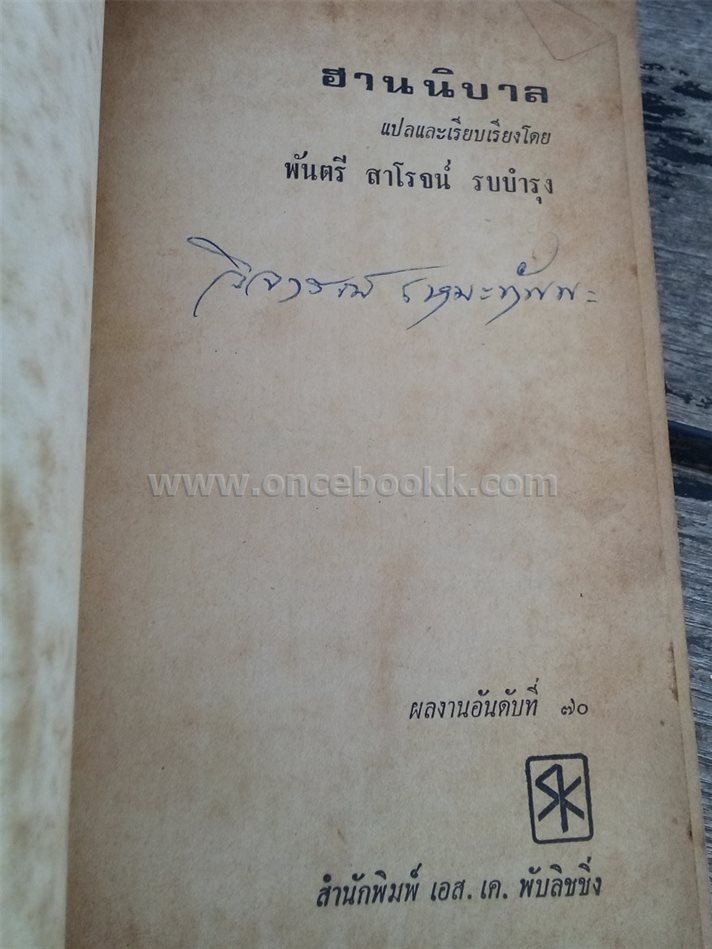 ฮานนิบาล
แปลและเรียบเรียงโดย
พันตรี สาโรจน์ รบบำรุง
www.oncebookk.com
ผลงานอันดับที่ ๗๐
SK
สำนักพิมพ์ เอส. เค. พับลิชชิ่ง